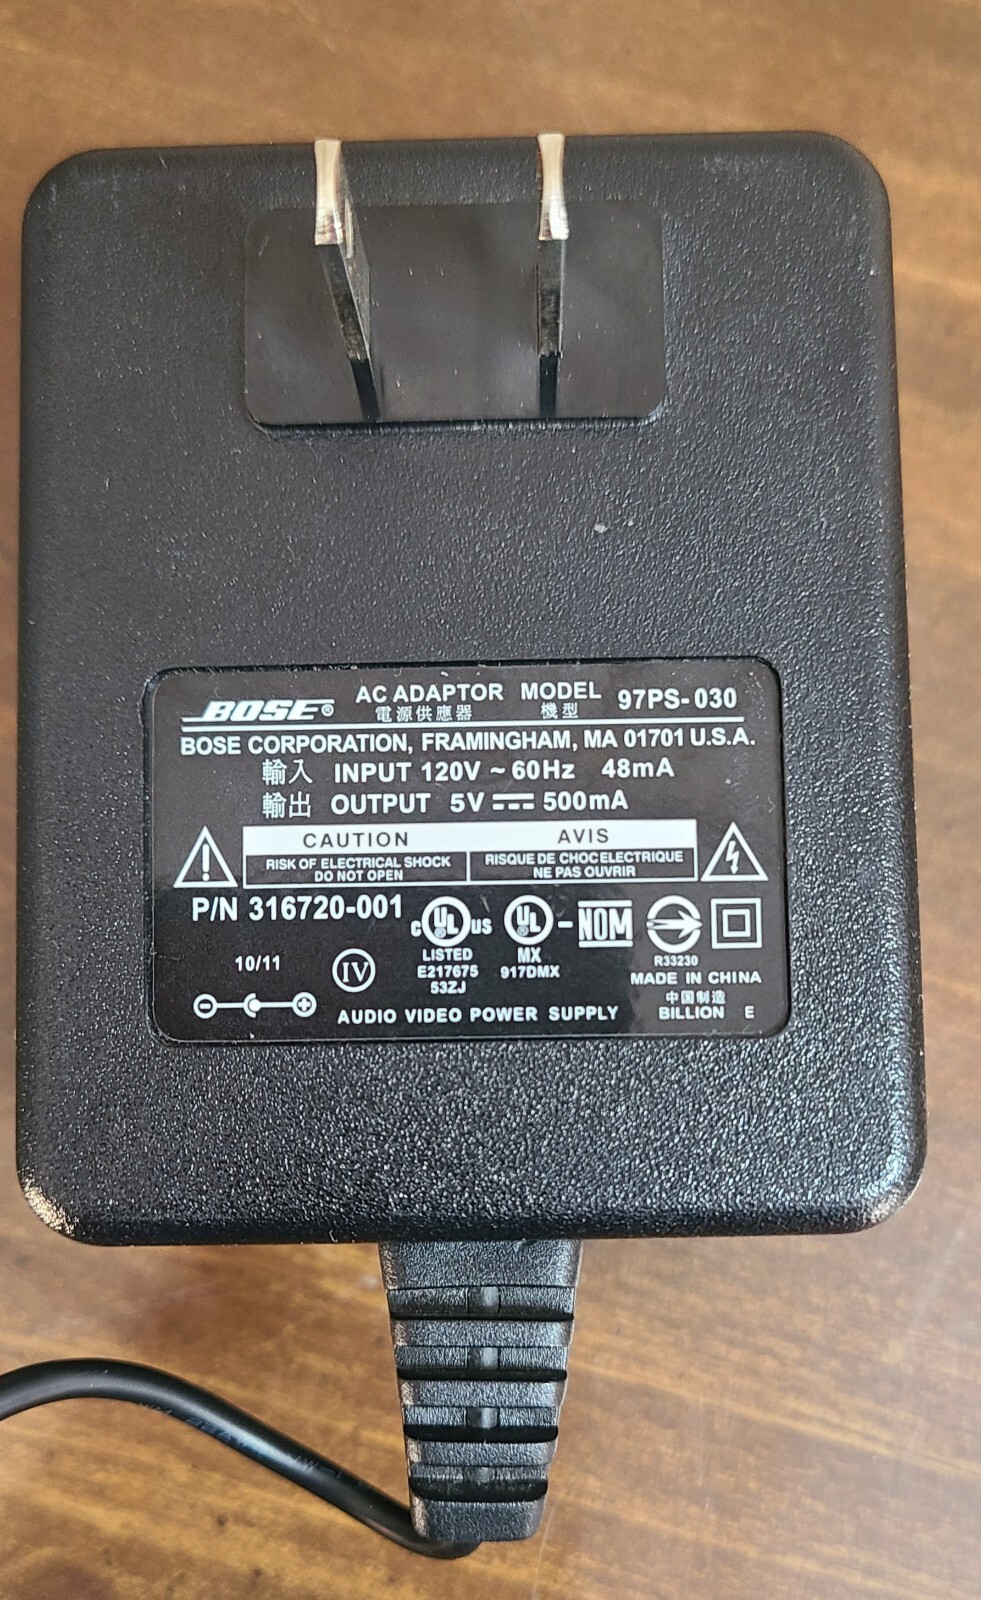 BOSE® AC ADAPTOR MODEL 97PS-030
電源供應器 機型
BOSE CORPORATION, FRAMINGHAM, MA 01701 U.S.A.
輸入 INPUT 120V ~ 60Hz 48mA
輸出 OUTPUT 5V ⎓ 500mA
CAUTION AVIS
RISK OF ELECTRICAL SHOCK
DO NOT OPEN
RISQUE DE CHOC ELECTRIQUE
NE PAS OUVRIR
P/N 316720-001
c UL® US
LISTED
E217675
53ZJ
UL®
MX
917DMX
- NOM
R33230
10/11
IV
MADE IN CHINA
中国制造
AUDIO VIDEO POWER SUPPLY
BILLION E